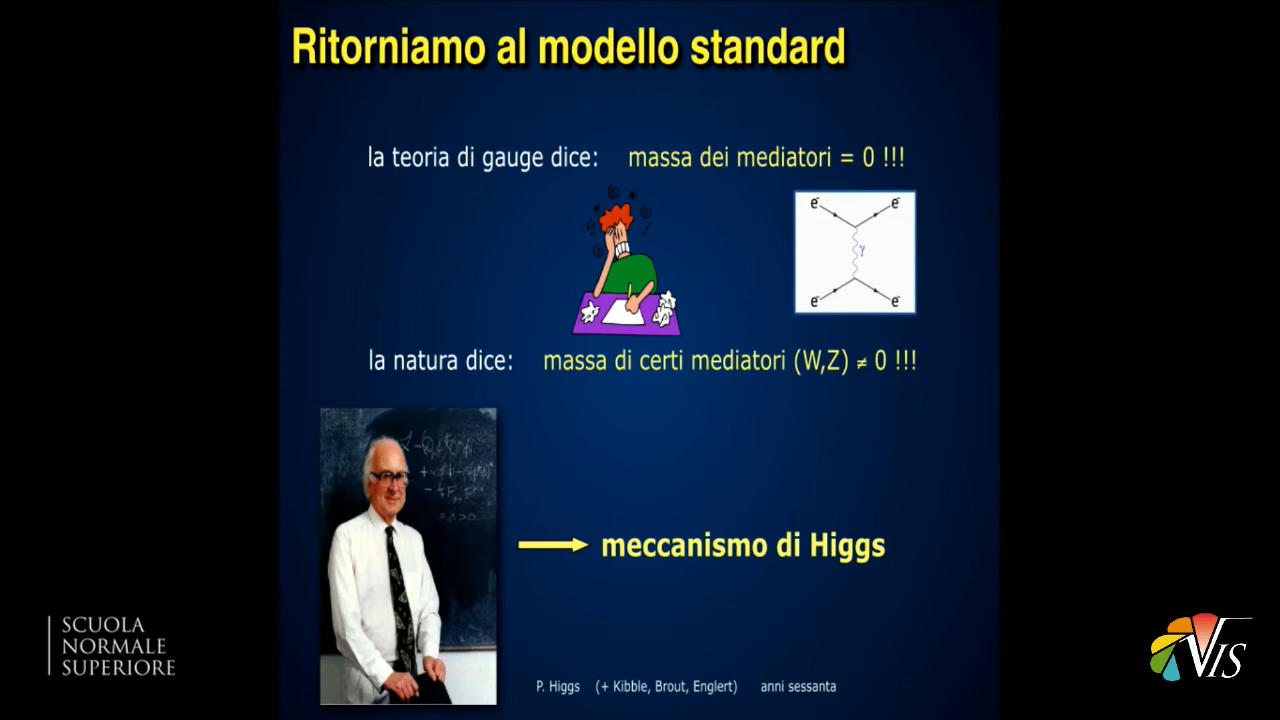 Ritorniamo al modello standard
la teoria di gauge dice: massa dei mediatori = 0 !!!
e⁻ e⁻
γ
e⁻ e⁻
la natura dice: massa di certi mediatori (W,Z) ≠ 0 !!!
meccanismo di Higgs
P. Higgs (+ Kibble, Brout, Englert) anni sessanta
SCUOLA
NORMALE
SUPERIORE
VIS